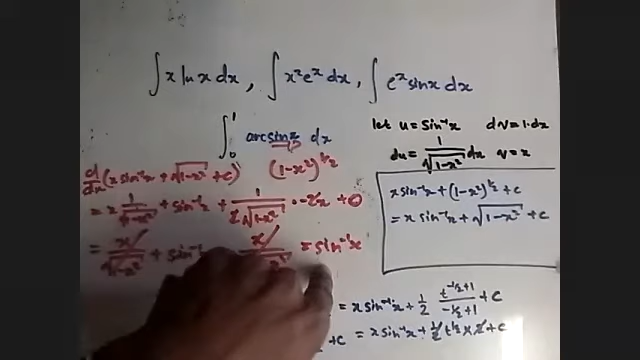 ∫ x ln x dx , ∫ x² eˣ dx , ∫ eˣ sin x dx
∫₀¹ arcsin x dx
let u = Sin⁻¹x dv = 1·dx
du = 1/√(1-x²) dx v = x
d/dx (x sin⁻¹x + √(1-x²) + c) (1-x²)^(1/2)
= x 1/√(1-x²) + sin⁻¹x + 1/(2√(1-x²)) · -2x + 0
= x/√(1-x²) + sin⁻¹x - x/√(1-x²) = sin⁻¹x
x sin⁻¹x + (1-x²)^(1/2) + c
= x sin⁻¹x + √(1-x²) + c
= x sin⁻¹x + 1/2 t^(-1/2+1)/(-1/2+1) + c
+ c = x sin⁻¹x + 1/2 t^(1/2) × 2 + c